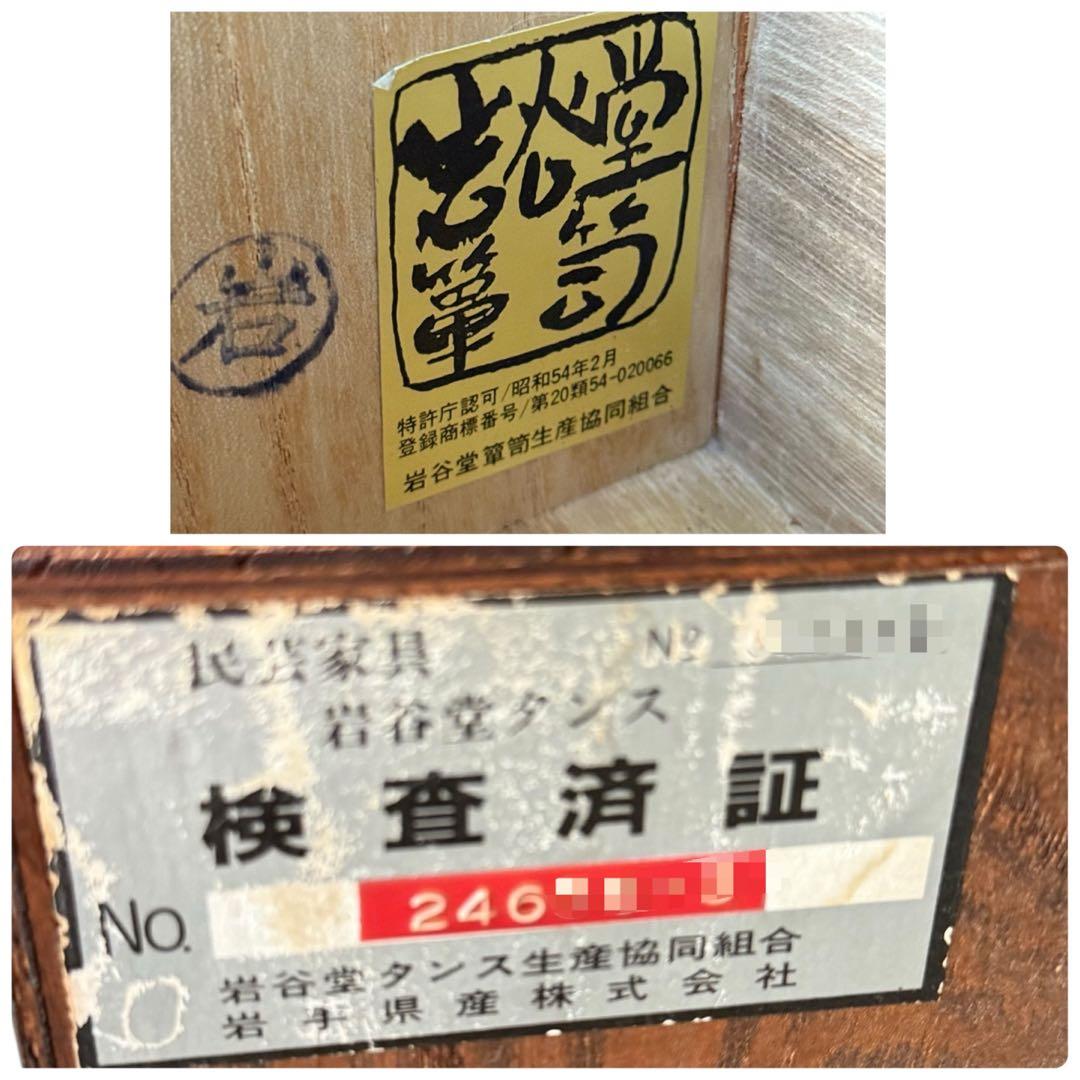 岩
岩谷堂
箪笥
特許庁認可/昭和54年2月
登録商標番号/第20類54-020066
岩谷堂箪笥生産協同組合
民芸家具 No
岩谷堂タンス
検査済証
No. 246
岩谷堂タンス生産協同組合
岩手県産株式会社